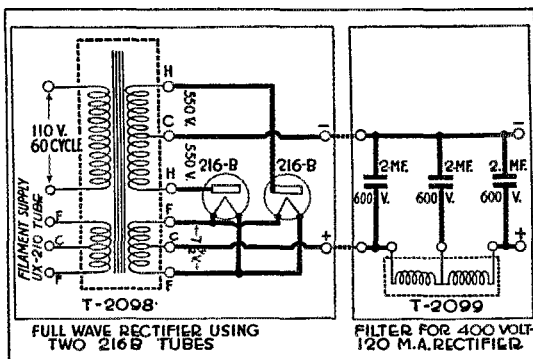 H
550 V.
C
550 V.
H
110 V.
60 CYCLE
216-B
216-B
FILAMENT SUPPLY
UX-210 TUBE
F
C
F
F
C
F
T-2098
FULL WAVE RECTIFIER USING
TWO 216B TUBES
-
+
-
+
2-MF.
600 V.
2-MF.
600 V.
2.MF.
600 V.
T-2099
FILTER FOR 400 VOLT-
120 M.A. RECTIFIER